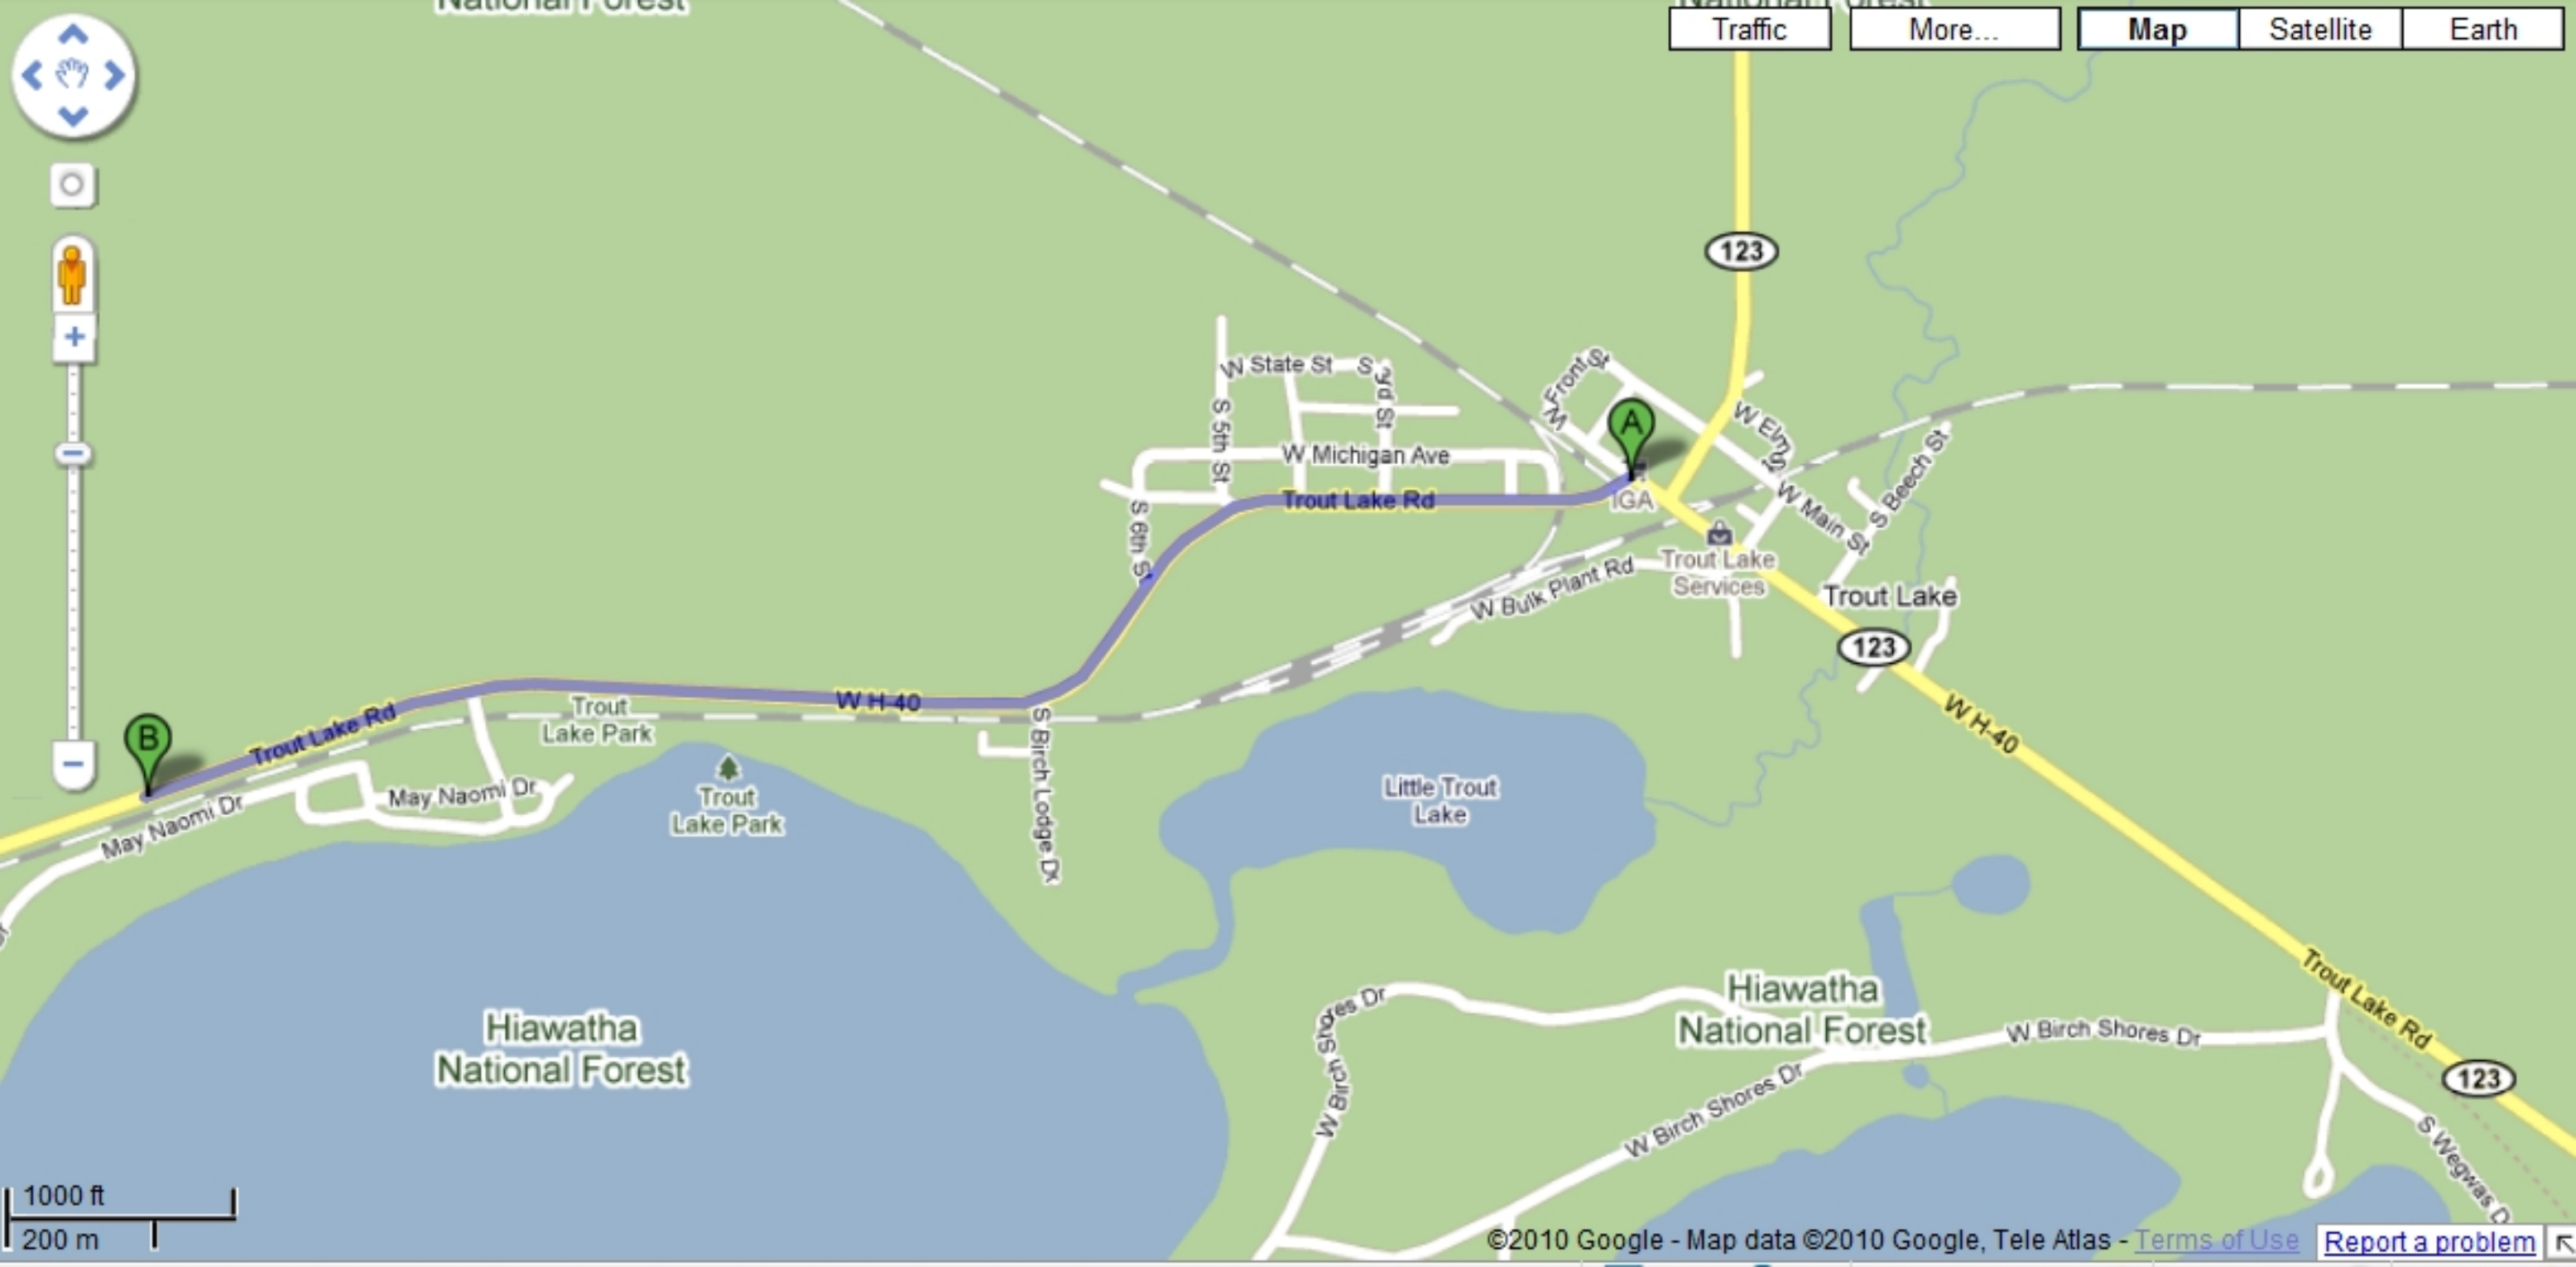 National Forest
National Forest
Traffic
More...
Map
Satellite
Earth
123
W State St
S 3rd St
W Front St
S 5th St
A
W Elm St
W Michigan Ave
S Beech St
Trout Lake Rd
IGA
W Main St
S 6th St
Trout Lake
Services
W Bulk Plant Rd
Trout Lake
123
W H-40
Trout
Lake Park
W H-40
B
Trout Lake Rd
May Naomi Dr
May Naomi Dr
Trout
Lake Park
S Birch Lodge Dr
Little Trout
Lake
Trout Lake Rd
Hiawatha
National Forest
Hiawatha
National Forest
W Birch Shores Dr
W Birch Shores Dr
W Birch Shores Dr
123
S Wegwas D
1000 ft
200 m
©2010 Google - Map data ©2010 Google, Tele Atlas - Terms of Use
Report a problem